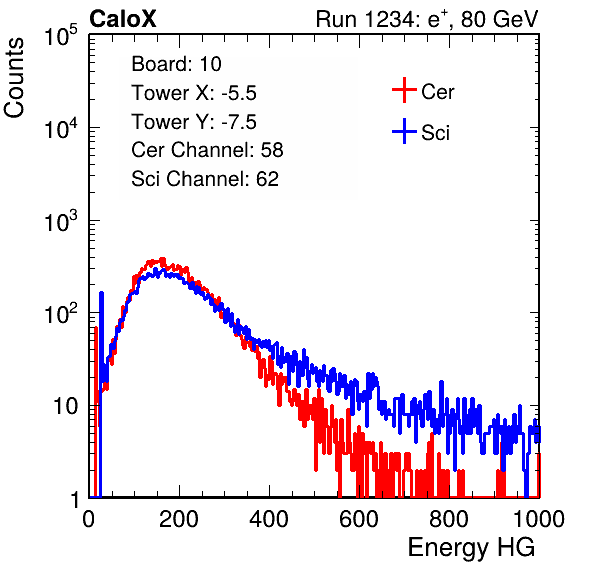 CaloX Run 1234: e⁺, 80 GeV
Counts
Board: 10
Tower X: -5.5
Tower Y: -7.5
Cer Channel: 58
Sci Channel: 62
Cer
Sci
10⁵
10⁴
10³
10²
10
1
0 200 400 600 800 1000
Energy HG